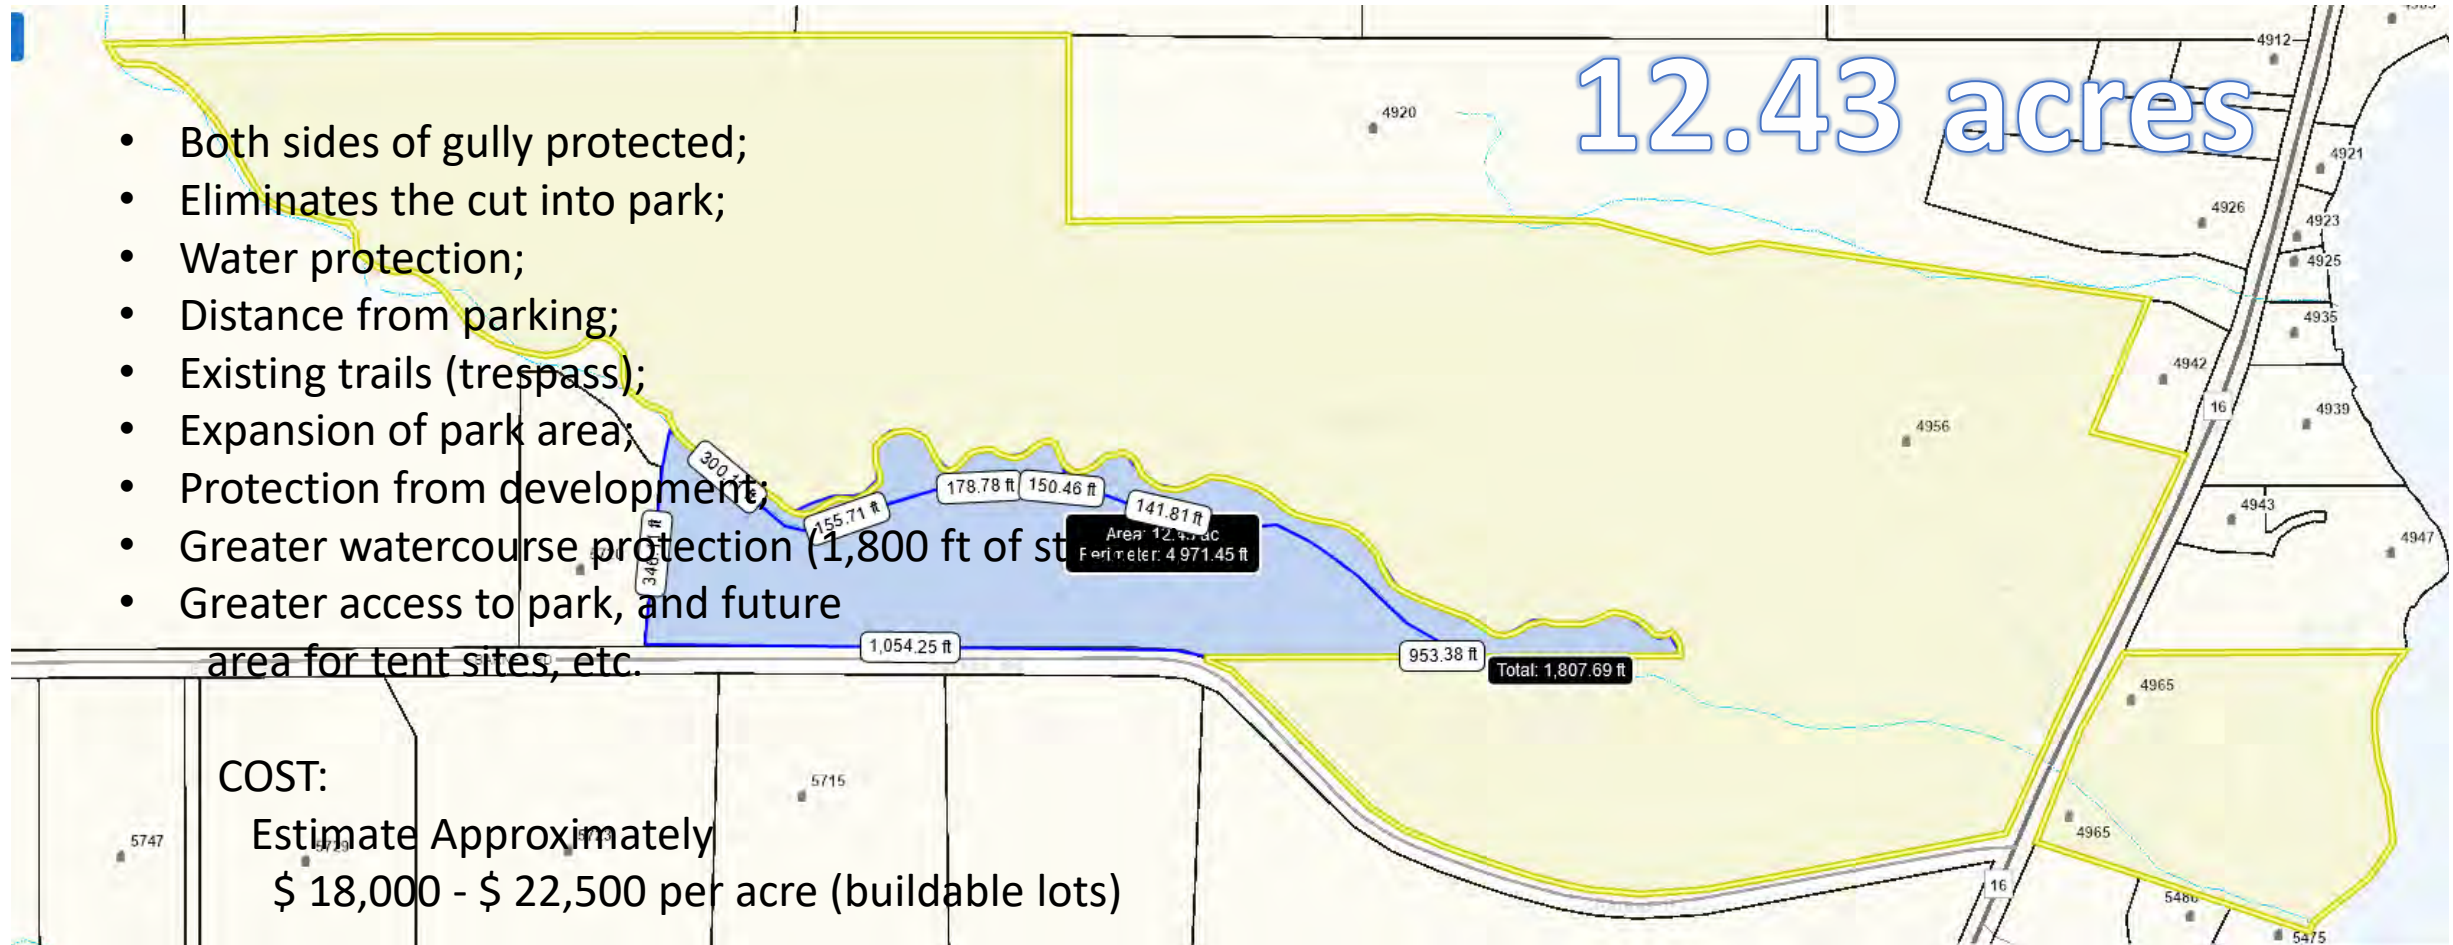 12.43 acres
• Both sides of gully protected;
• Eliminates the cut into park;
• Water protection;
• Distance from parking;
• Existing trails (trespass);
• Expansion of park area;
• Protection from development;
• Greater watercourse protection (1,800 ft of st
• Greater access to park, and future
area for tent sites, etc.
COST:
Estimate Approximately
$ 18,000 - $ 22,500 per acre (buildable lots)
4912
4920
4921
4926
4923
4925
4935
4942
16
4939
4956
178.78 ft
150.46 ft
155.71 ft
141.81 ft
Perimeter: 4,971.45 ft
4943
4947
1,054.25 ft
953.38 ft
Total: 1,807.69 ft
4965
5715
5747
5729
5723
4965
16
5475